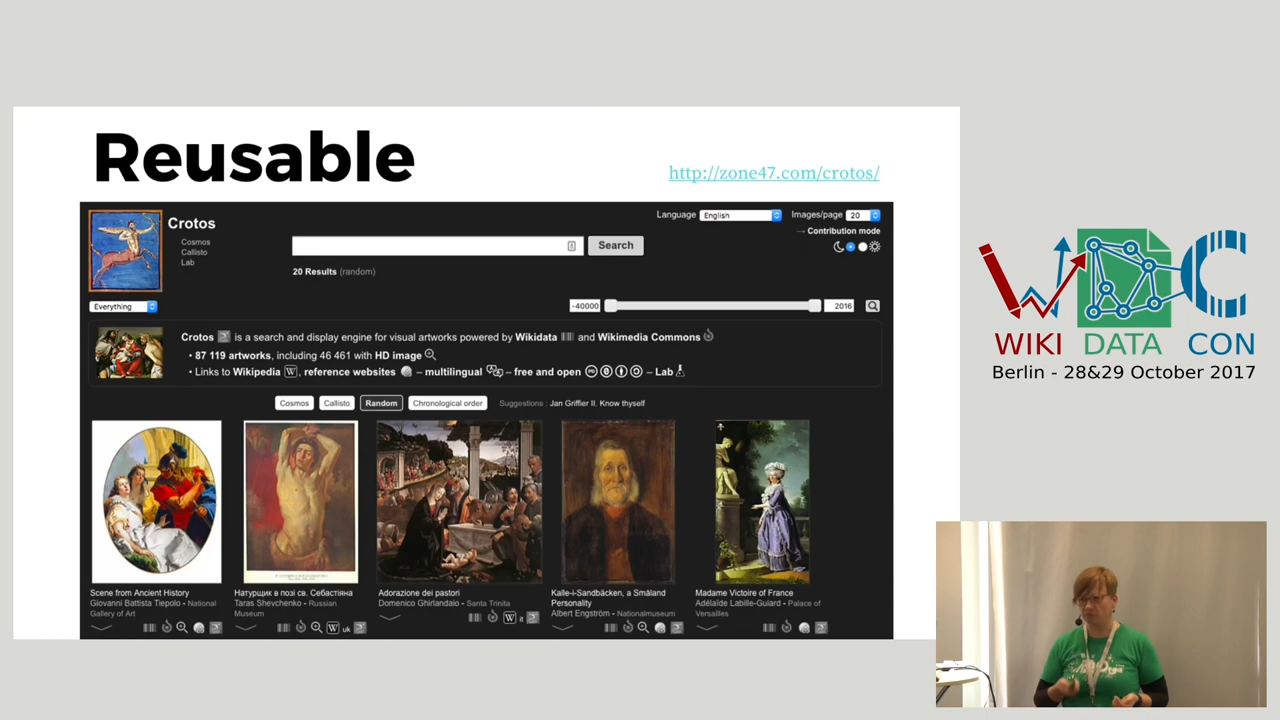 Reusable
http://zone47.com/crotos/
Crotos
Cosmos
Callisto
Lab
Language English Images/page 20
→ Contribution mode
Search
20 Results (random)
Everything
-40000 2016
Crotos is a search and display engine for visual artworks powered by Wikidata and Wikimedia Commons
• 87 119 artworks, including 46 461 with HD image
• Links to Wikipedia W, reference websites – multilingual – free and open – Lab
Cosmos Callisto Random Chronological order Suggestions : Jan Griffier II, Know thyself
Scene from Ancient History
Giovanni Battista Tiepolo - National
Gallery of Art
Натурщик в позі св. Себастіяна
Taras Shevchenko - Russian
Museum
W uk
Adorazione dei pastori
Domenico Ghirlandaio - Santa Trinita
W it
Kalle-i-Sandbäcken, a Småland
Personality
Albert Engström - Nationalmuseum
Madame Victoire of France
Adélaïde Labille-Guiard - Palace of
Versailles
WIKI DATA CON
Berlin - 28&29 October 2017